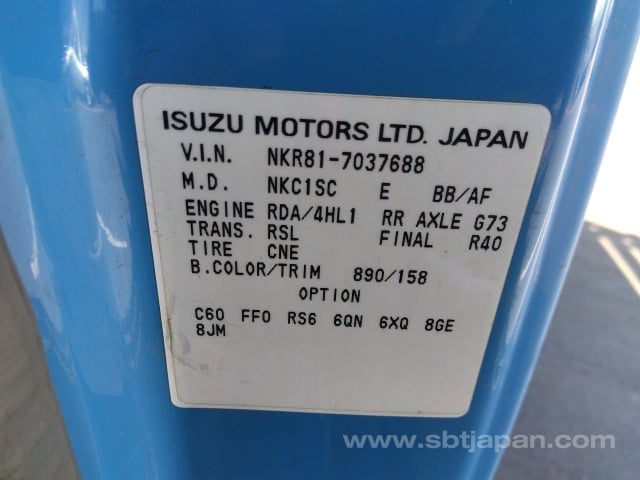 ISUZU MOTORS LTD. JAPAN
V.I.N. NKR81-7037688
M.D. NKC1SC E BB/AF
ENGINE RDA/4HL1 RR AXLE G73
TRANS. RSL FINAL R40
TIRE CNE
B.COLOR/TRIM 890/158
OPTION
C60 FFO RS6 6QN 6XQ 8GE
8JM
www.sbtjapan.com